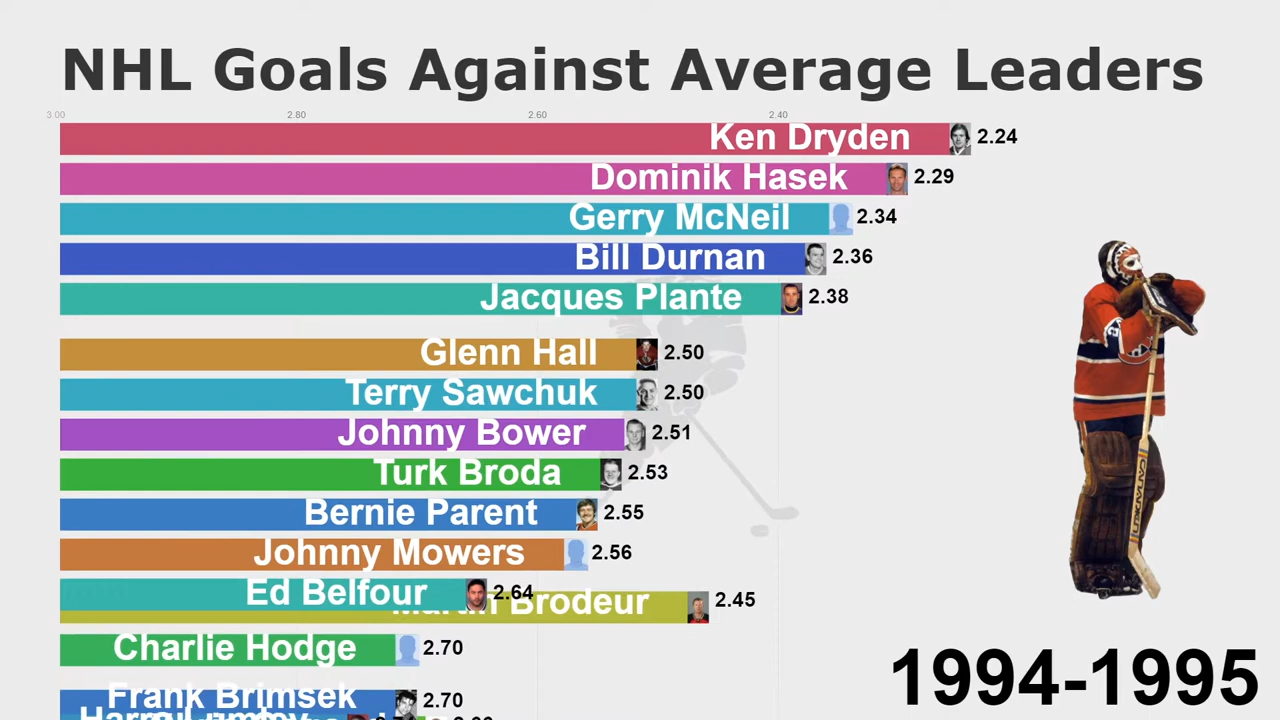 NHL Goals Against Average Leaders
3.00 2.80 2.60 2.40
Ken Dryden 2.24
Dominik Hasek 2.29
Gerry McNeil 2.34
Bill Durnan 2.36
Jacques Plante 2.38
Glenn Hall 2.50
Terry Sawchuk 2.50
Johnny Bower 2.51
Turk Broda 2.53
Bernie Parent 2.55
Johnny Mowers 2.56
Ed Belfour 2.64
Martin Brodeur 2.45
Charlie Hodge 2.70
Frank Brimsek 2.70
1994-1995